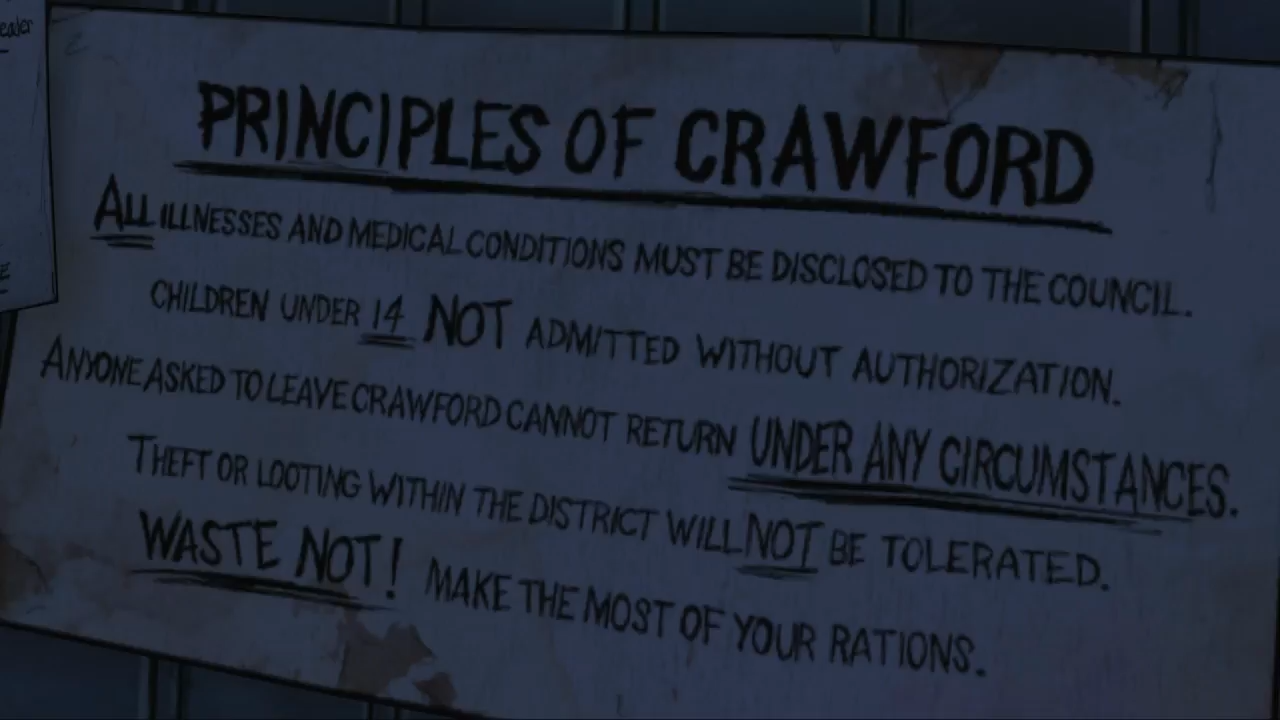 ealer
E
PRINCIPLES OF CRAWFORD
ALL ILLNESSES AND MEDICAL CONDITIONS MUST BE DISCLOSED TO THE COUNCIL.
CHILDREN UNDER 14 NOT ADMITTED WITHOUT AUTHORIZATION.
ANYONE ASKED TO LEAVE CRAWFORD CANNOT RETURN UNDER ANY CIRCUMSTANCES.
THEFT OR LOOTING WITHIN THE DISTRICT WILL NOT BE TOLERATED.
WASTE NOT! MAKE THE MOST OF YOUR RATIONS.